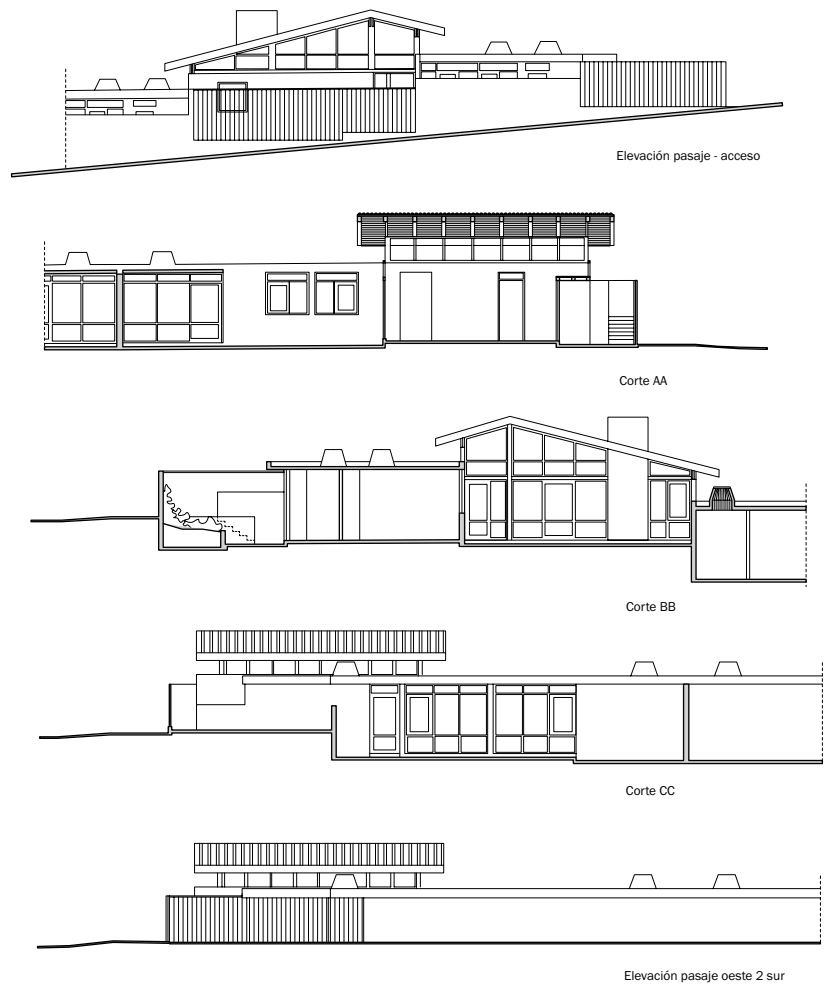 Elevación pasaje - acceso
Corte AA
Corte BB
Corte CC
Elevación pasaje oeste 2 sur